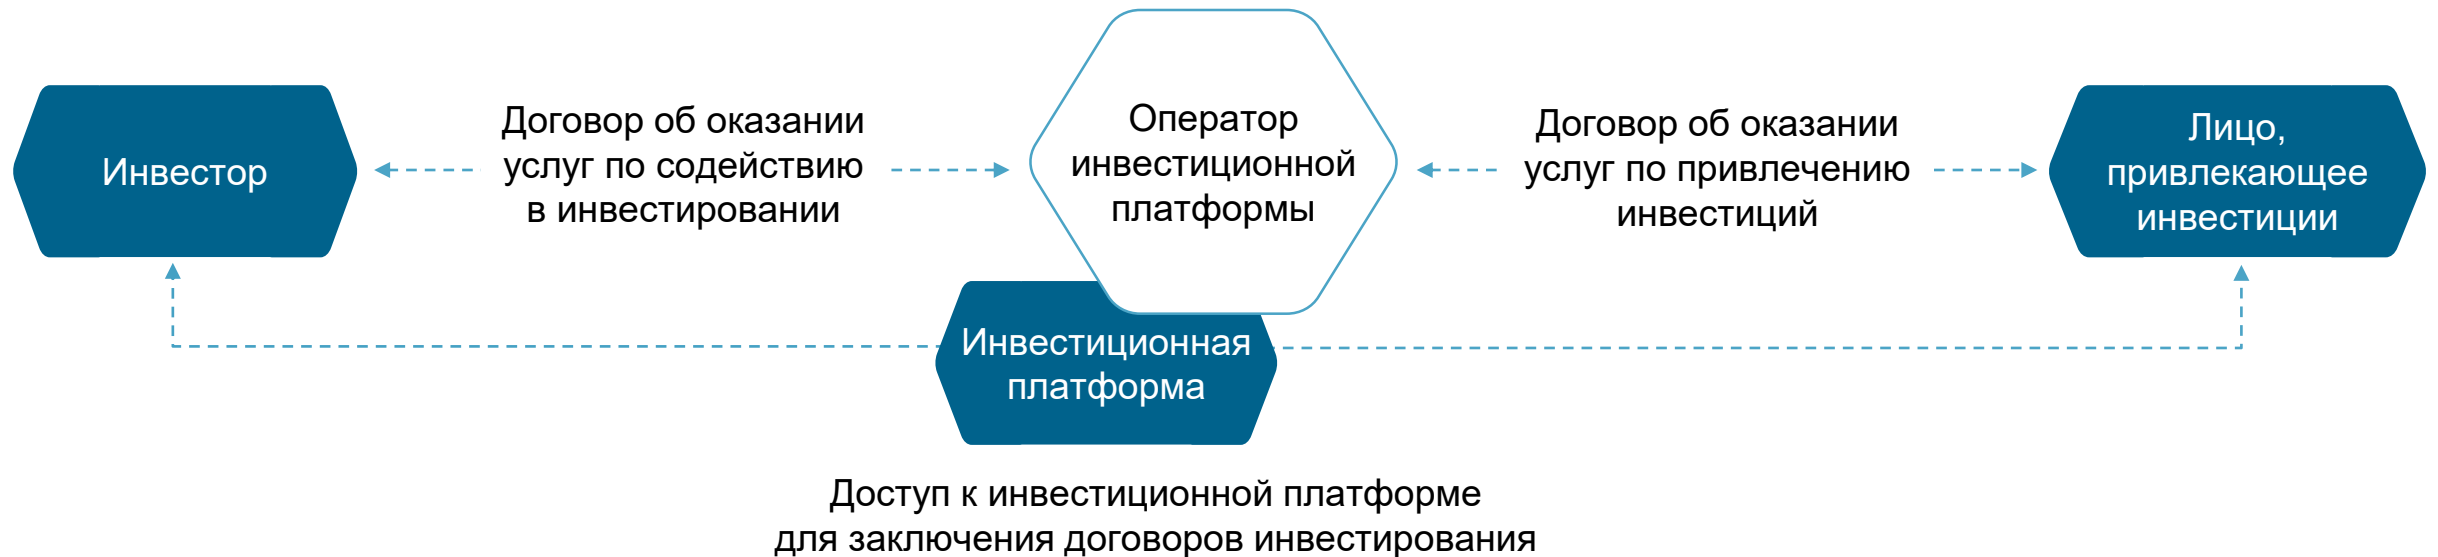 Инвестор
Договор об оказании
услуг по содействию
в инвестировании
Оператор
инвестиционной
платформы
Договор об оказании
услуг по привлечению
инвестиций
Лицо,
привлекающее
инвестиции
Инвестиционная
платформа
Доступ к инвестиционной платформе
для заключения договоров инвестирования